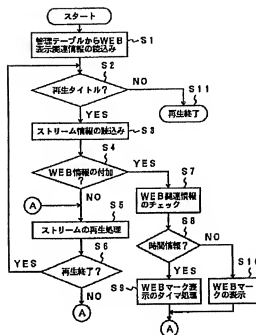 スタート
管理テーブルからWEB
表示関連情報の読込み
S1
S2
再生タイトル?
NO
S11
再生終了
YES
ストリーム情報の読込み
S3
S4
WEB情報の付加
?
YES
NO
S7
WEB関連情報
のチェック
A
S5
ストリームの再生処理
S8
時間情報?
NO
S6
再生終了?
YES
NO
A
YES
S9
WEBマーク表
示のタイマ処理
S10
WEBマー
クの表示
A